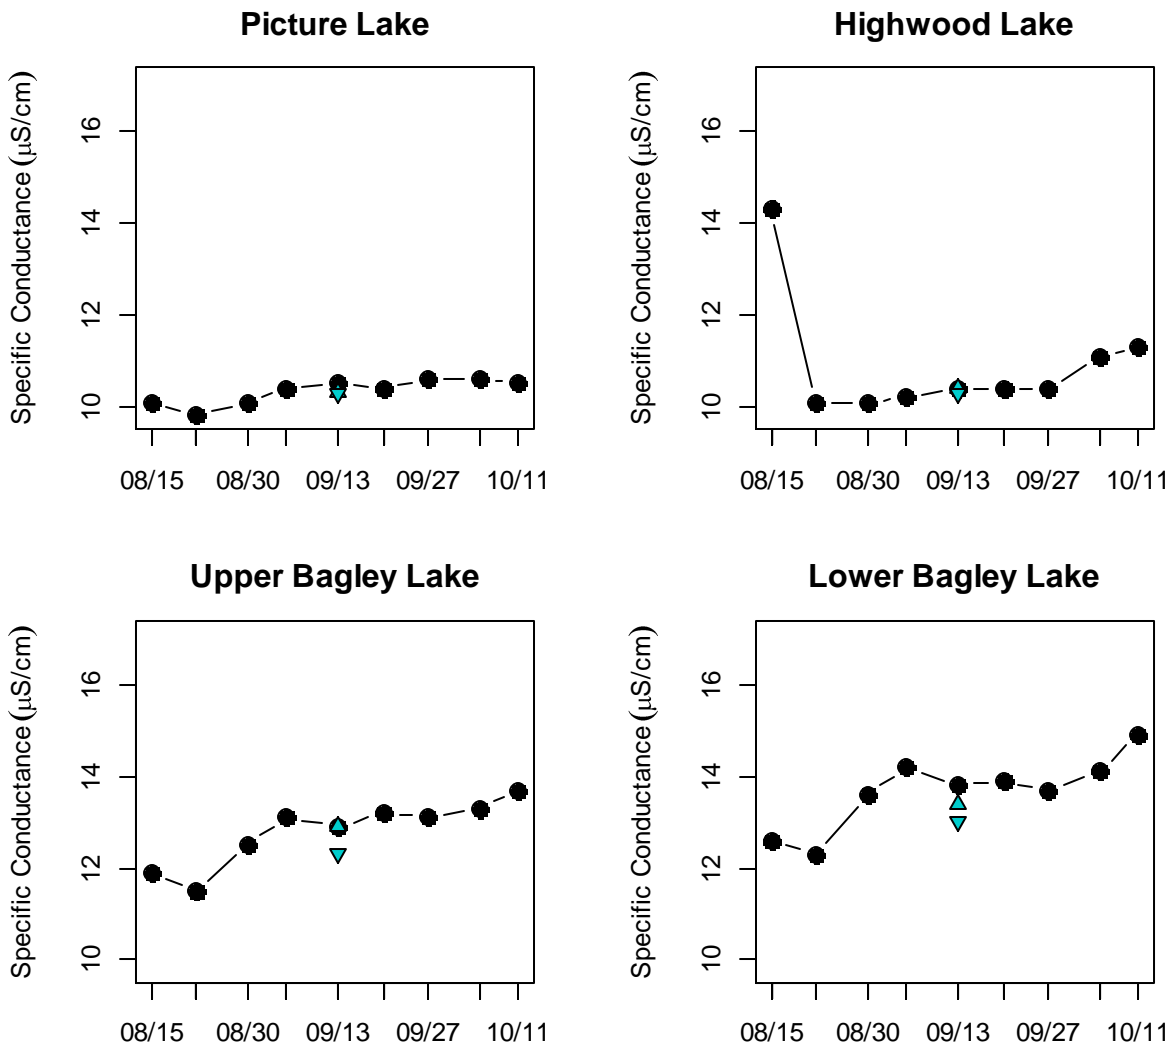 Picture Lake
Specific Conductance (µS/cm)
16
14
12
10
08/15 08/30 09/13 09/27 10/11
Highwood Lake
Specific Conductance (µS/cm)
16
14
12
10
08/15 08/30 09/13 09/27 10/11
Upper Bagley Lake
Specific Conductance (µS/cm)
16
14
12
10
08/15 08/30 09/13 09/27 10/11
Lower Bagley Lake
Specific Conductance (µS/cm)
16
14
12
10
08/15 08/30 09/13 09/27 10/11